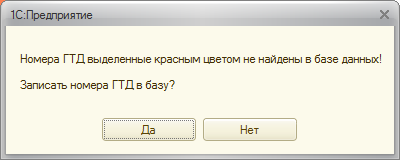 1С:Предприятие
Номера ГТД выделенные красным цветом не найдены в базе данных!
Записать номера ГТД в базу?
Да
Нет